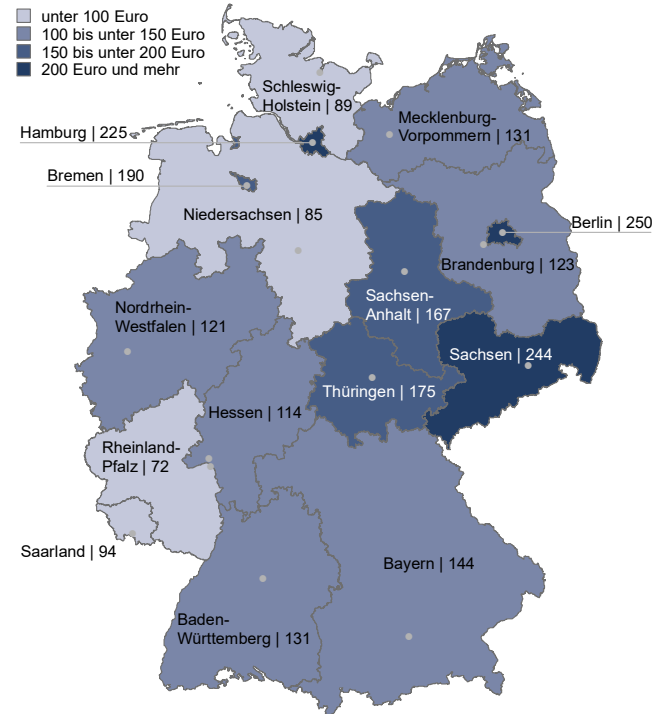 unter 100 Euro
100 bis unter 150 Euro
150 bis unter 200 Euro
200 Euro und mehr
Schleswig-
Holstein | 89
Mecklenburg-
Vorpommern | 131
Hamburg | 225
Bremen | 190
Niedersachsen | 85
Berlin | 250
Brandenburg | 123
Sachsen-
Anhalt | 167
Nordrhein-
Westfalen | 121
Sachsen | 244
Thüringen | 175
Hessen | 114
Rheinland-
Pfalz | 72
Saarland | 94
Bayern | 144
Baden-
Württemberg | 131